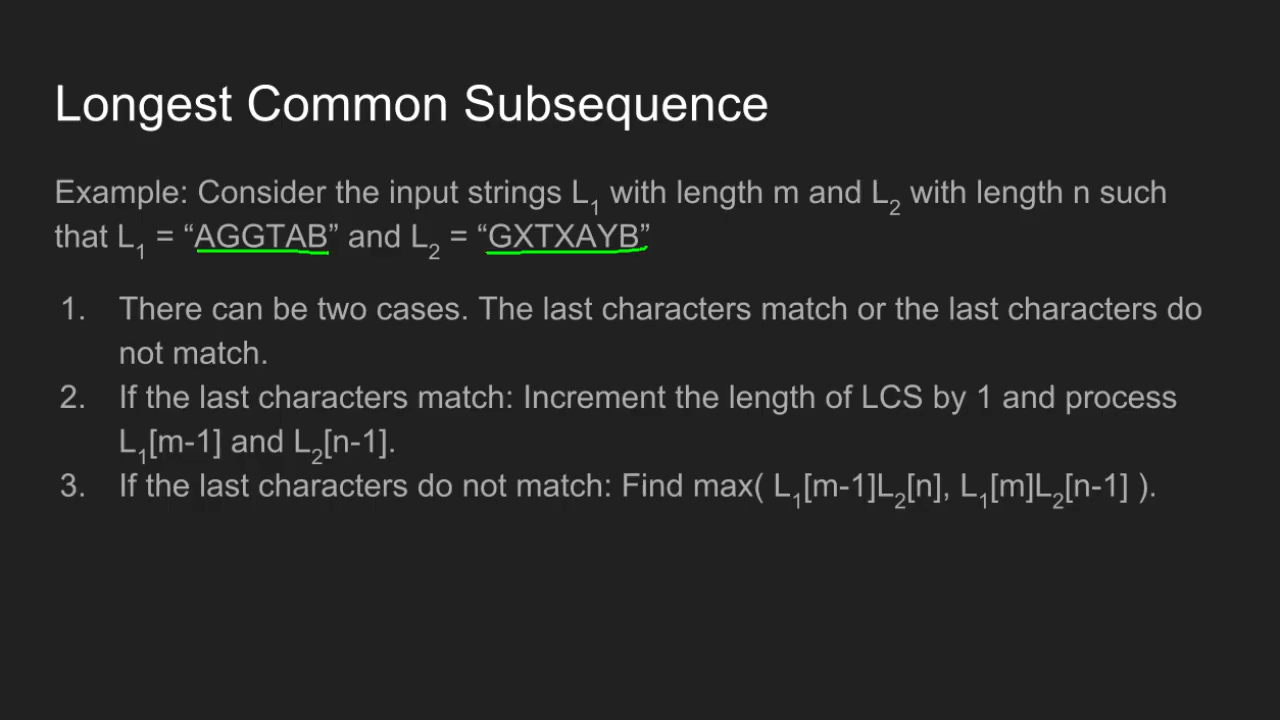 Longest Common Subsequence
Example: Consider the input strings L₁ with length m and L₂ with length n such
that L₁ = “AGGTAB” and L₂ = “GXTXAYB”
1. There can be two cases. The last characters match or the last characters do
not match.
2. If the last characters match: Increment the length of LCS by 1 and process
L₁[m-1] and L₂[n-1].
3. If the last characters do not match: Find max( L₁[m-1]L₂[n], L₁[m]L₂[n-1] ).